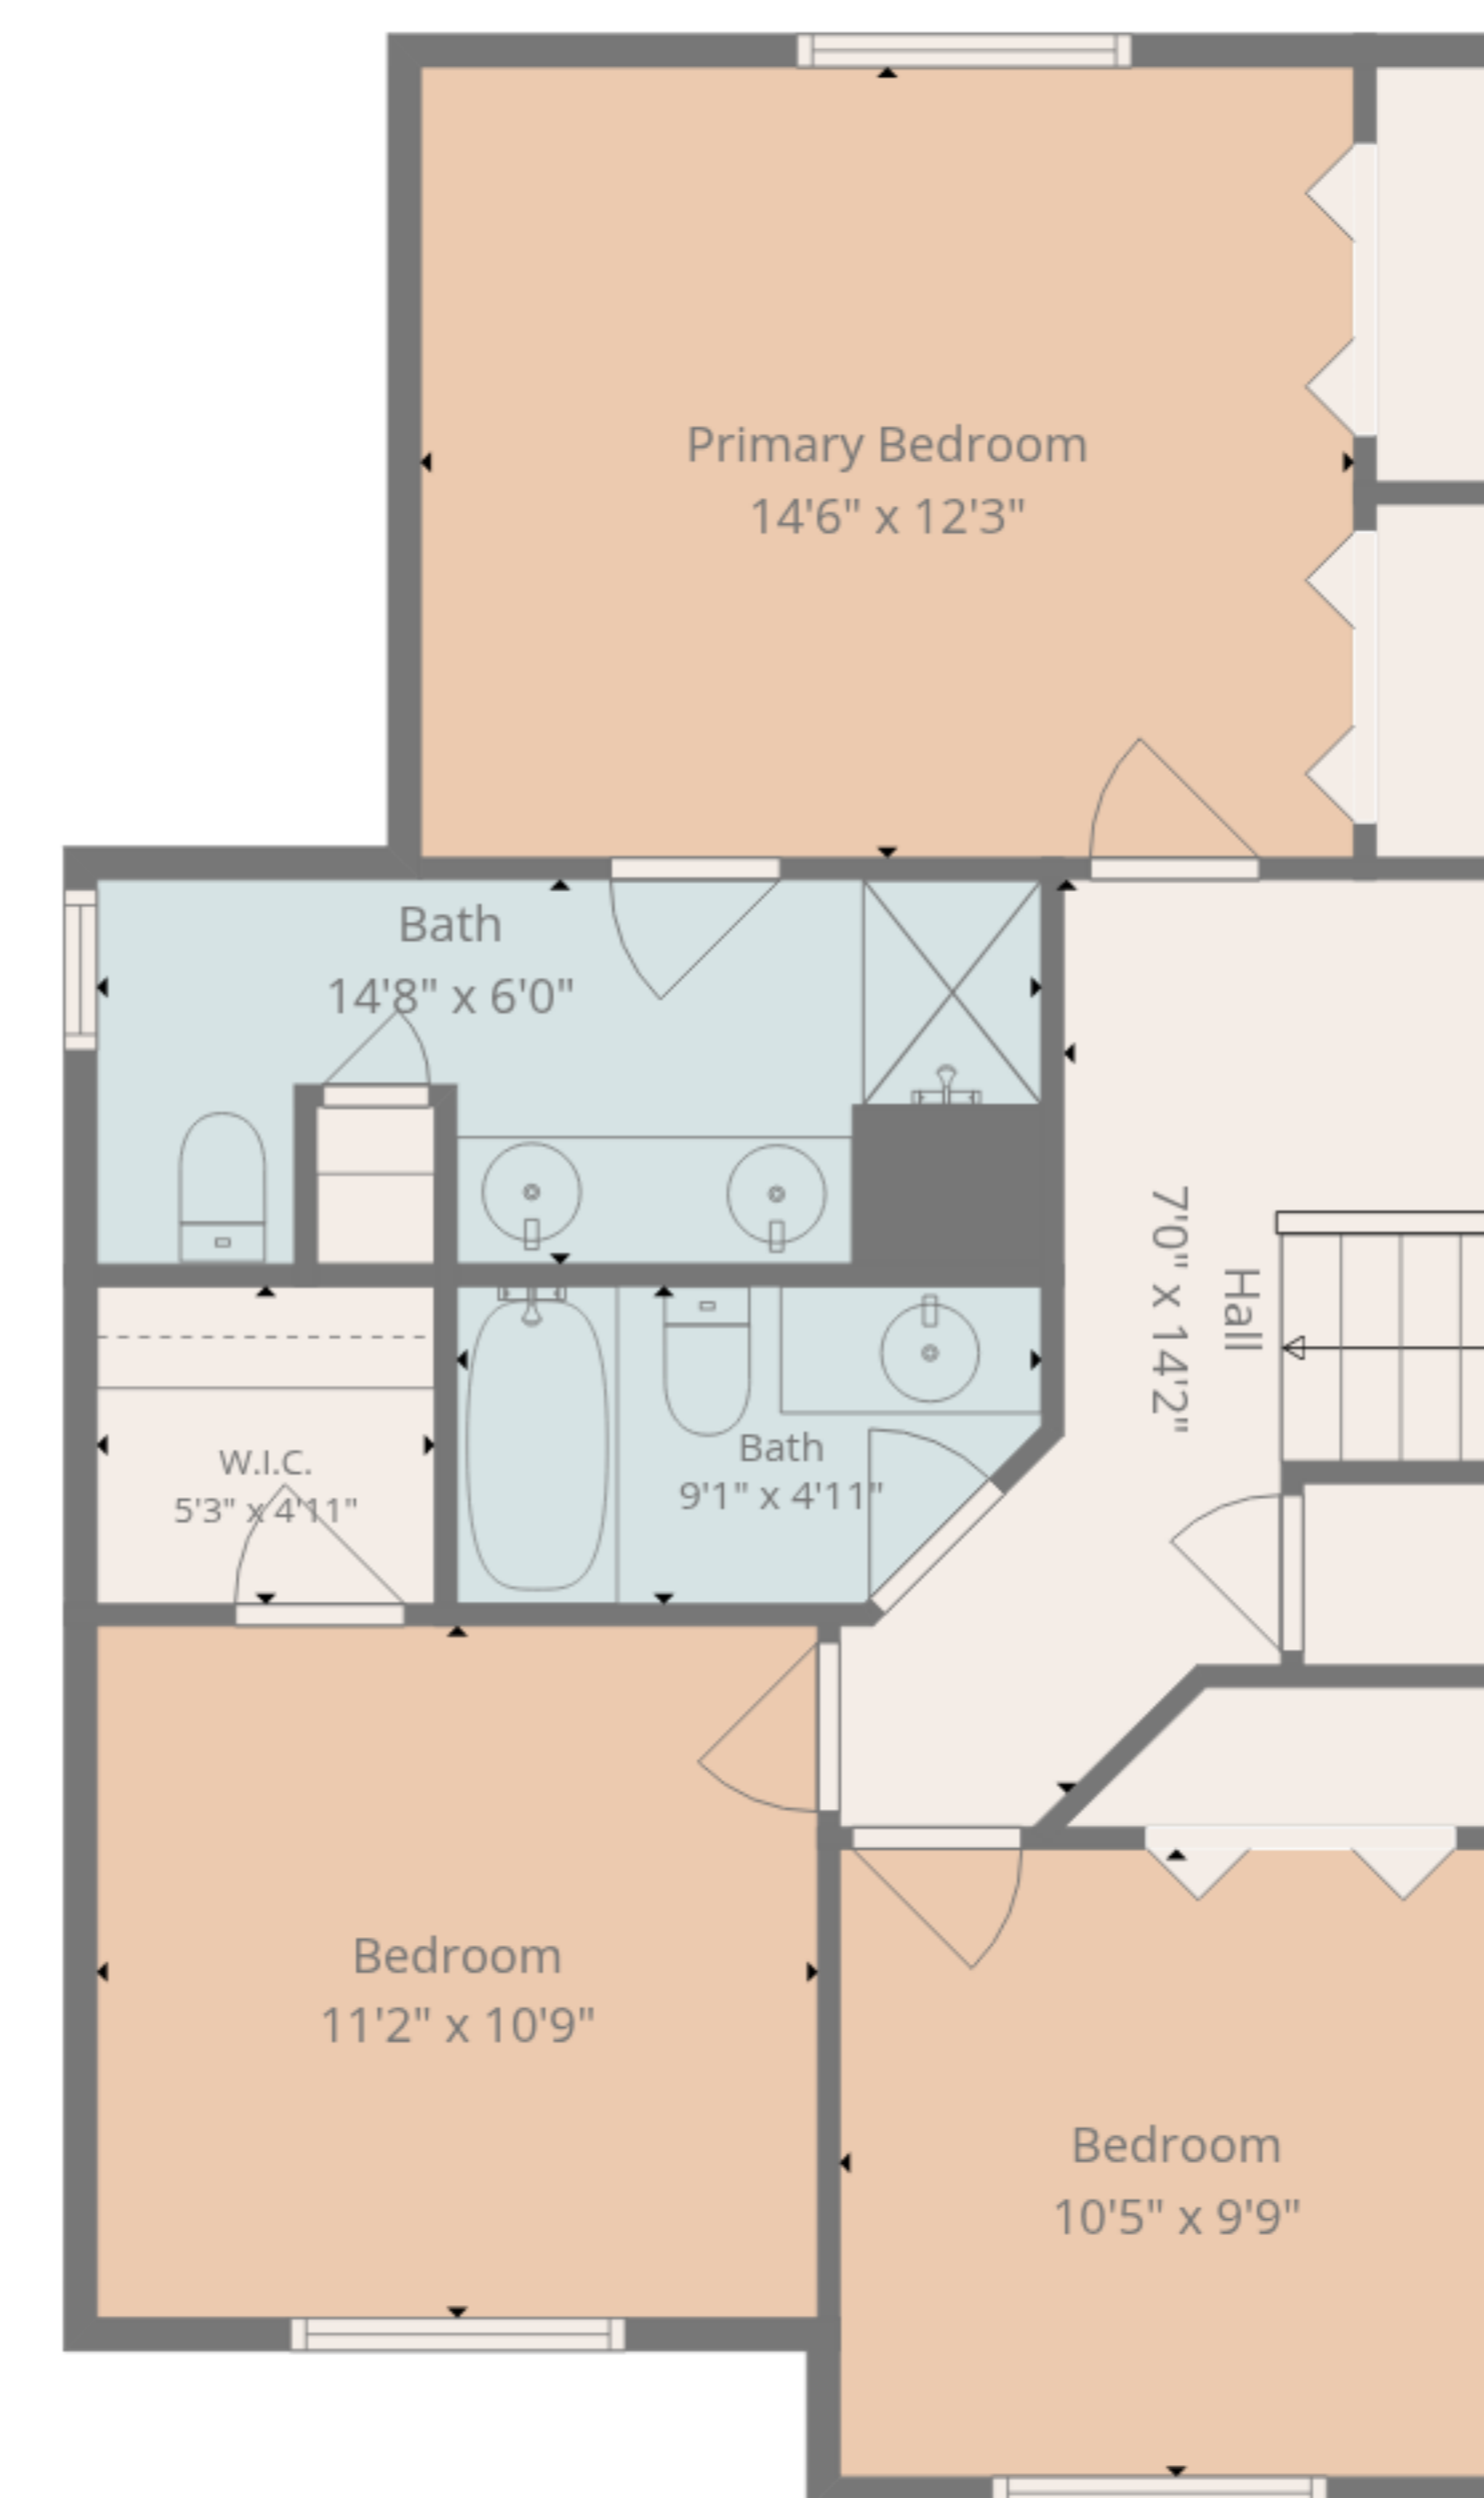 Primary Bedroom
14'6" x 12'3"
Bath
14'8" x 6'0"
Hall
7'0" x 14'2"
W.I.C.
5'3" x 4'11"
Bath
9'1" x 4'11"
Bedroom
11'2" x 10'9"
Bedroom
10'5" x 9'9"